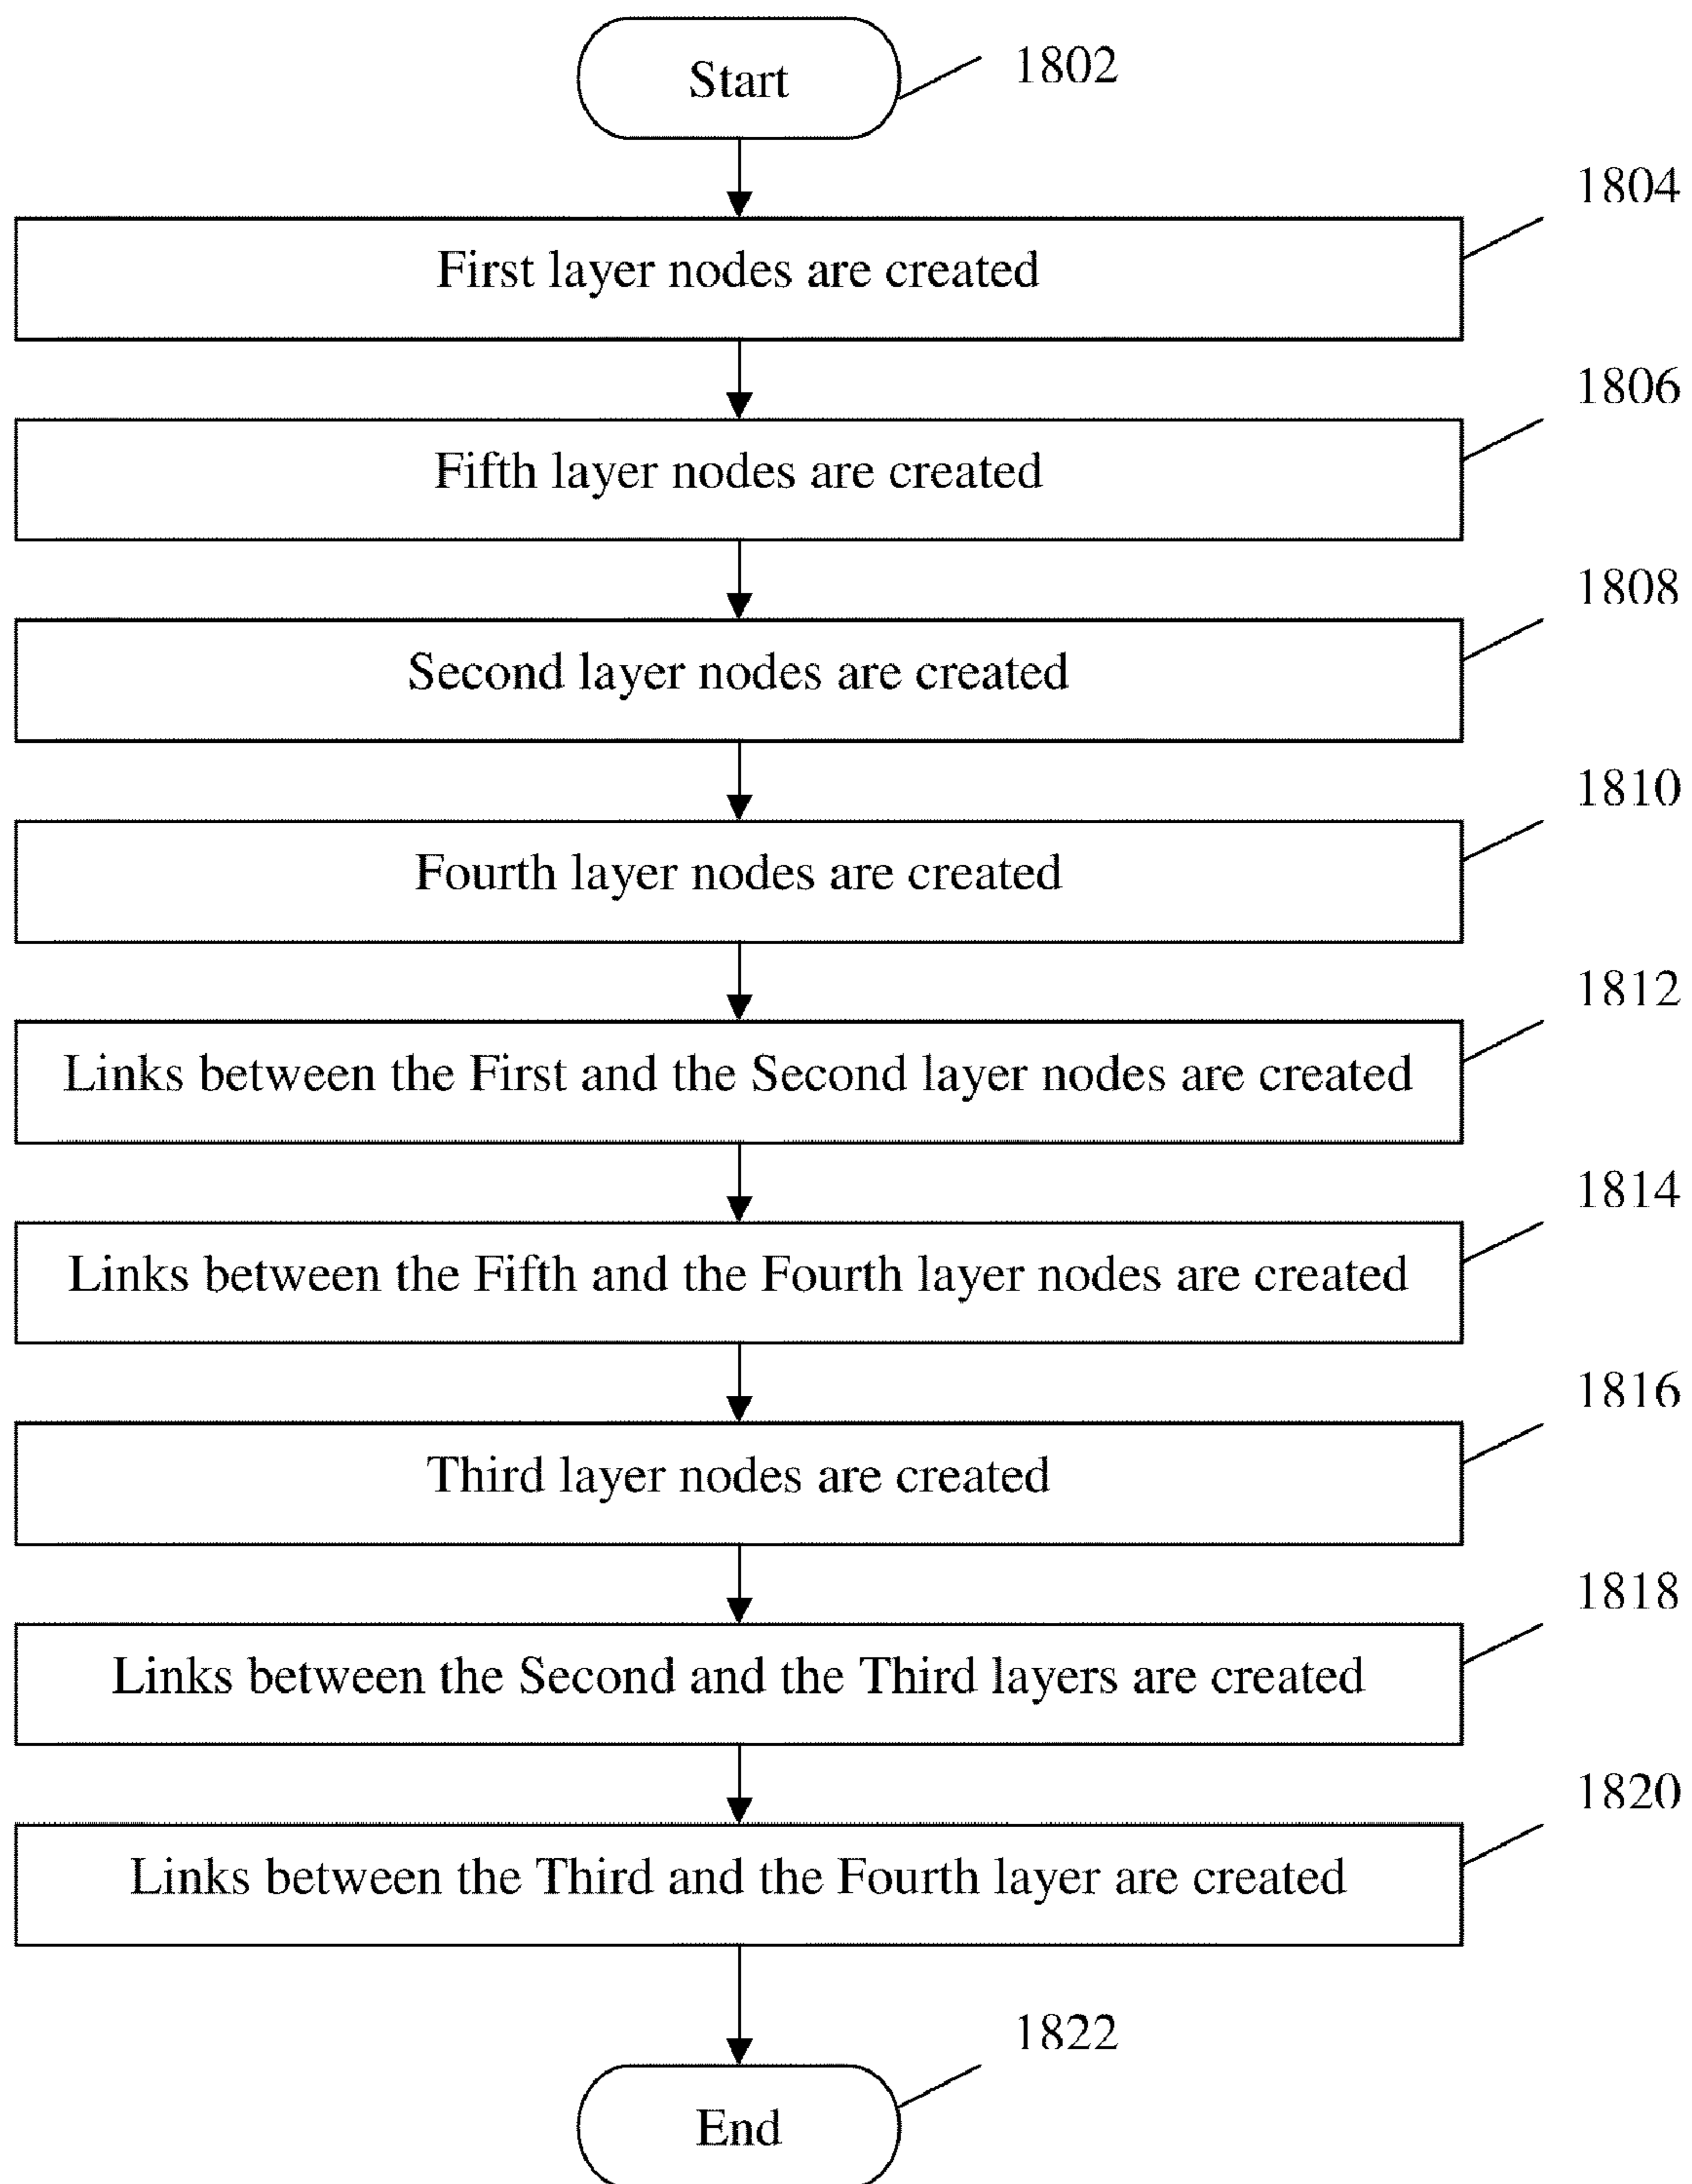 Start
1802
1804
First layer nodes are created
1806
Fifth layer nodes are created
1808
Second layer nodes are created
1810
Fourth layer nodes are created
1812
Links between the First and the Second layer nodes are created
1814
Links between the Fifth and the Fourth layer nodes are created
1816
Third layer nodes are created
1818
Links between the Second and the Third layers are created
1820
Links between the Third and the Fourth layer are created
1822
End